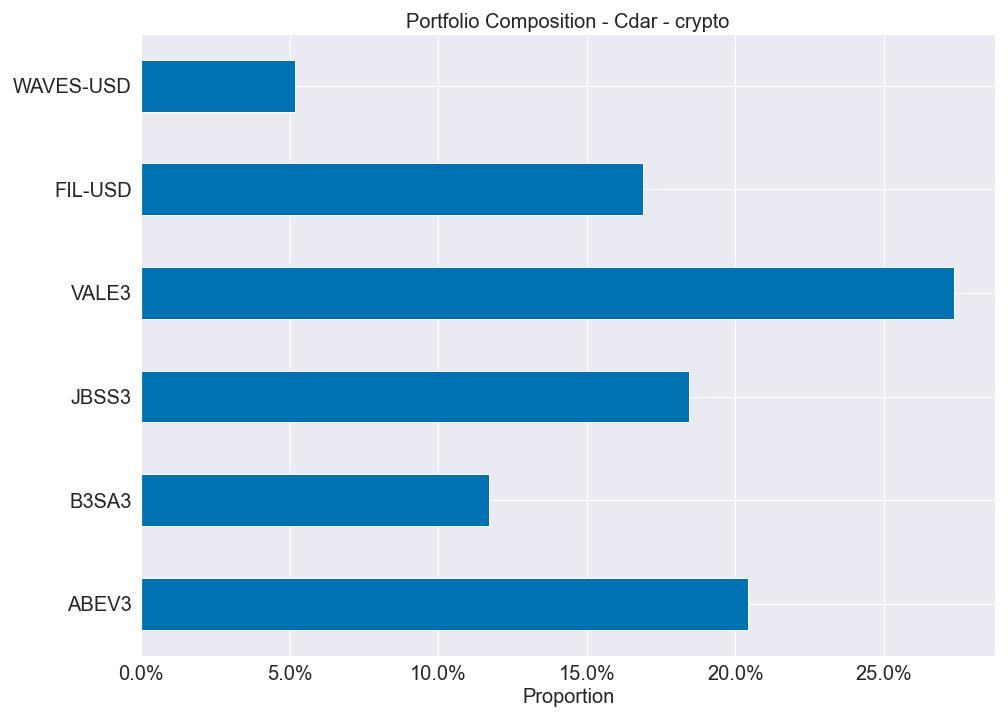 Portfolio Composition - Cdar - crypto
WAVES-USD
FIL-USD
VALE3
JBSS3
B3SA3
ABEV3
0.0% 5.0% 10.0% 15.0% 20.0% 25.0%
Proportion